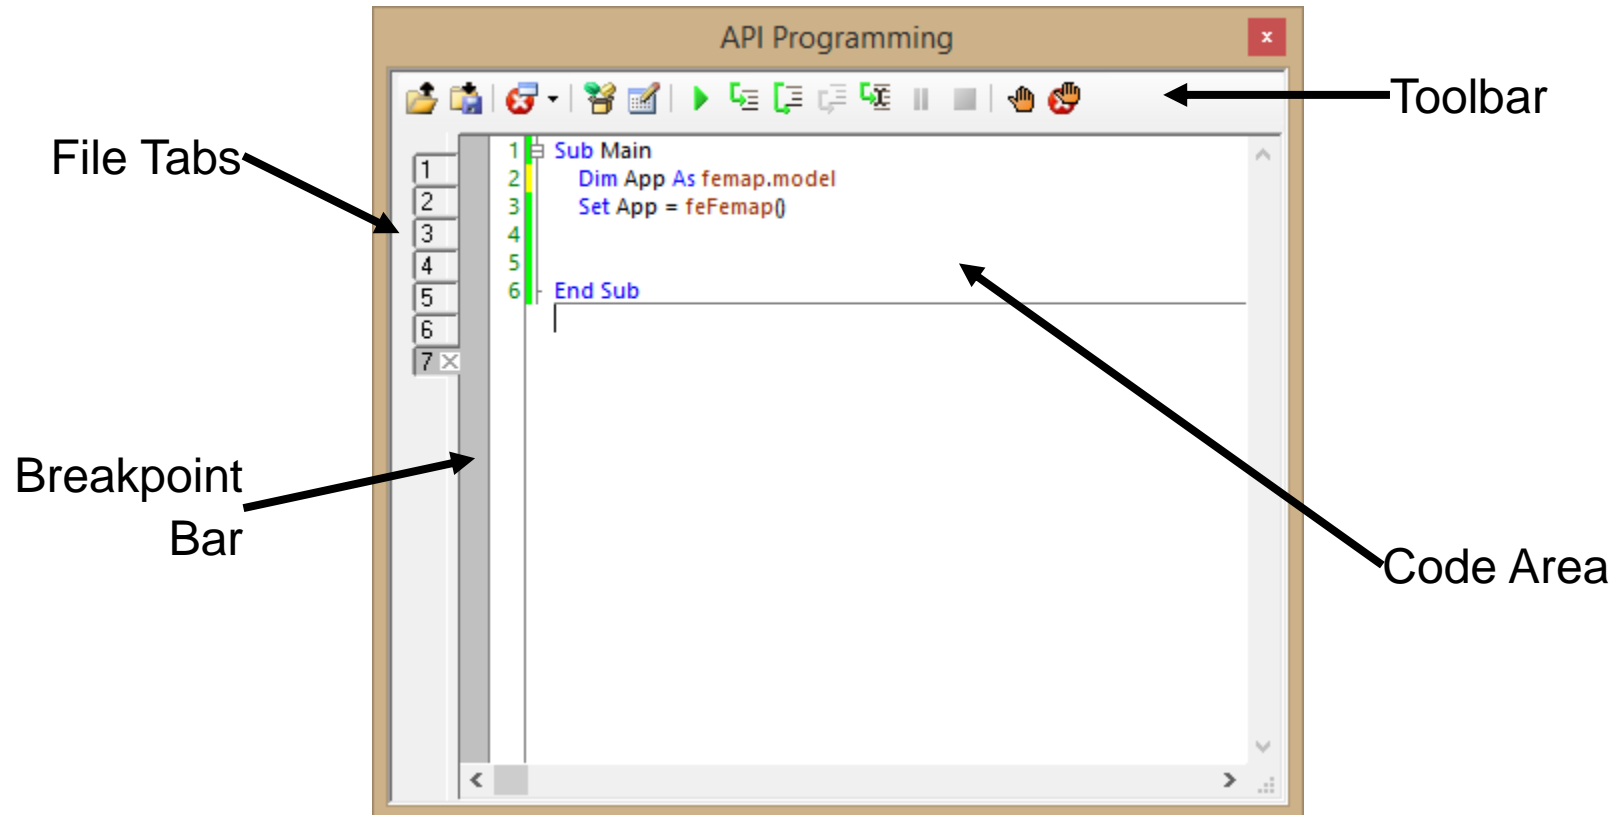 API Programming
x
Toolbar
File Tabs
1
2
3
4
5
6
7
1 Sub Main
2 Dim App As femap.model
3 Set App = feFemap()
4
5
6 End Sub
Breakpoint
Bar
Code Area